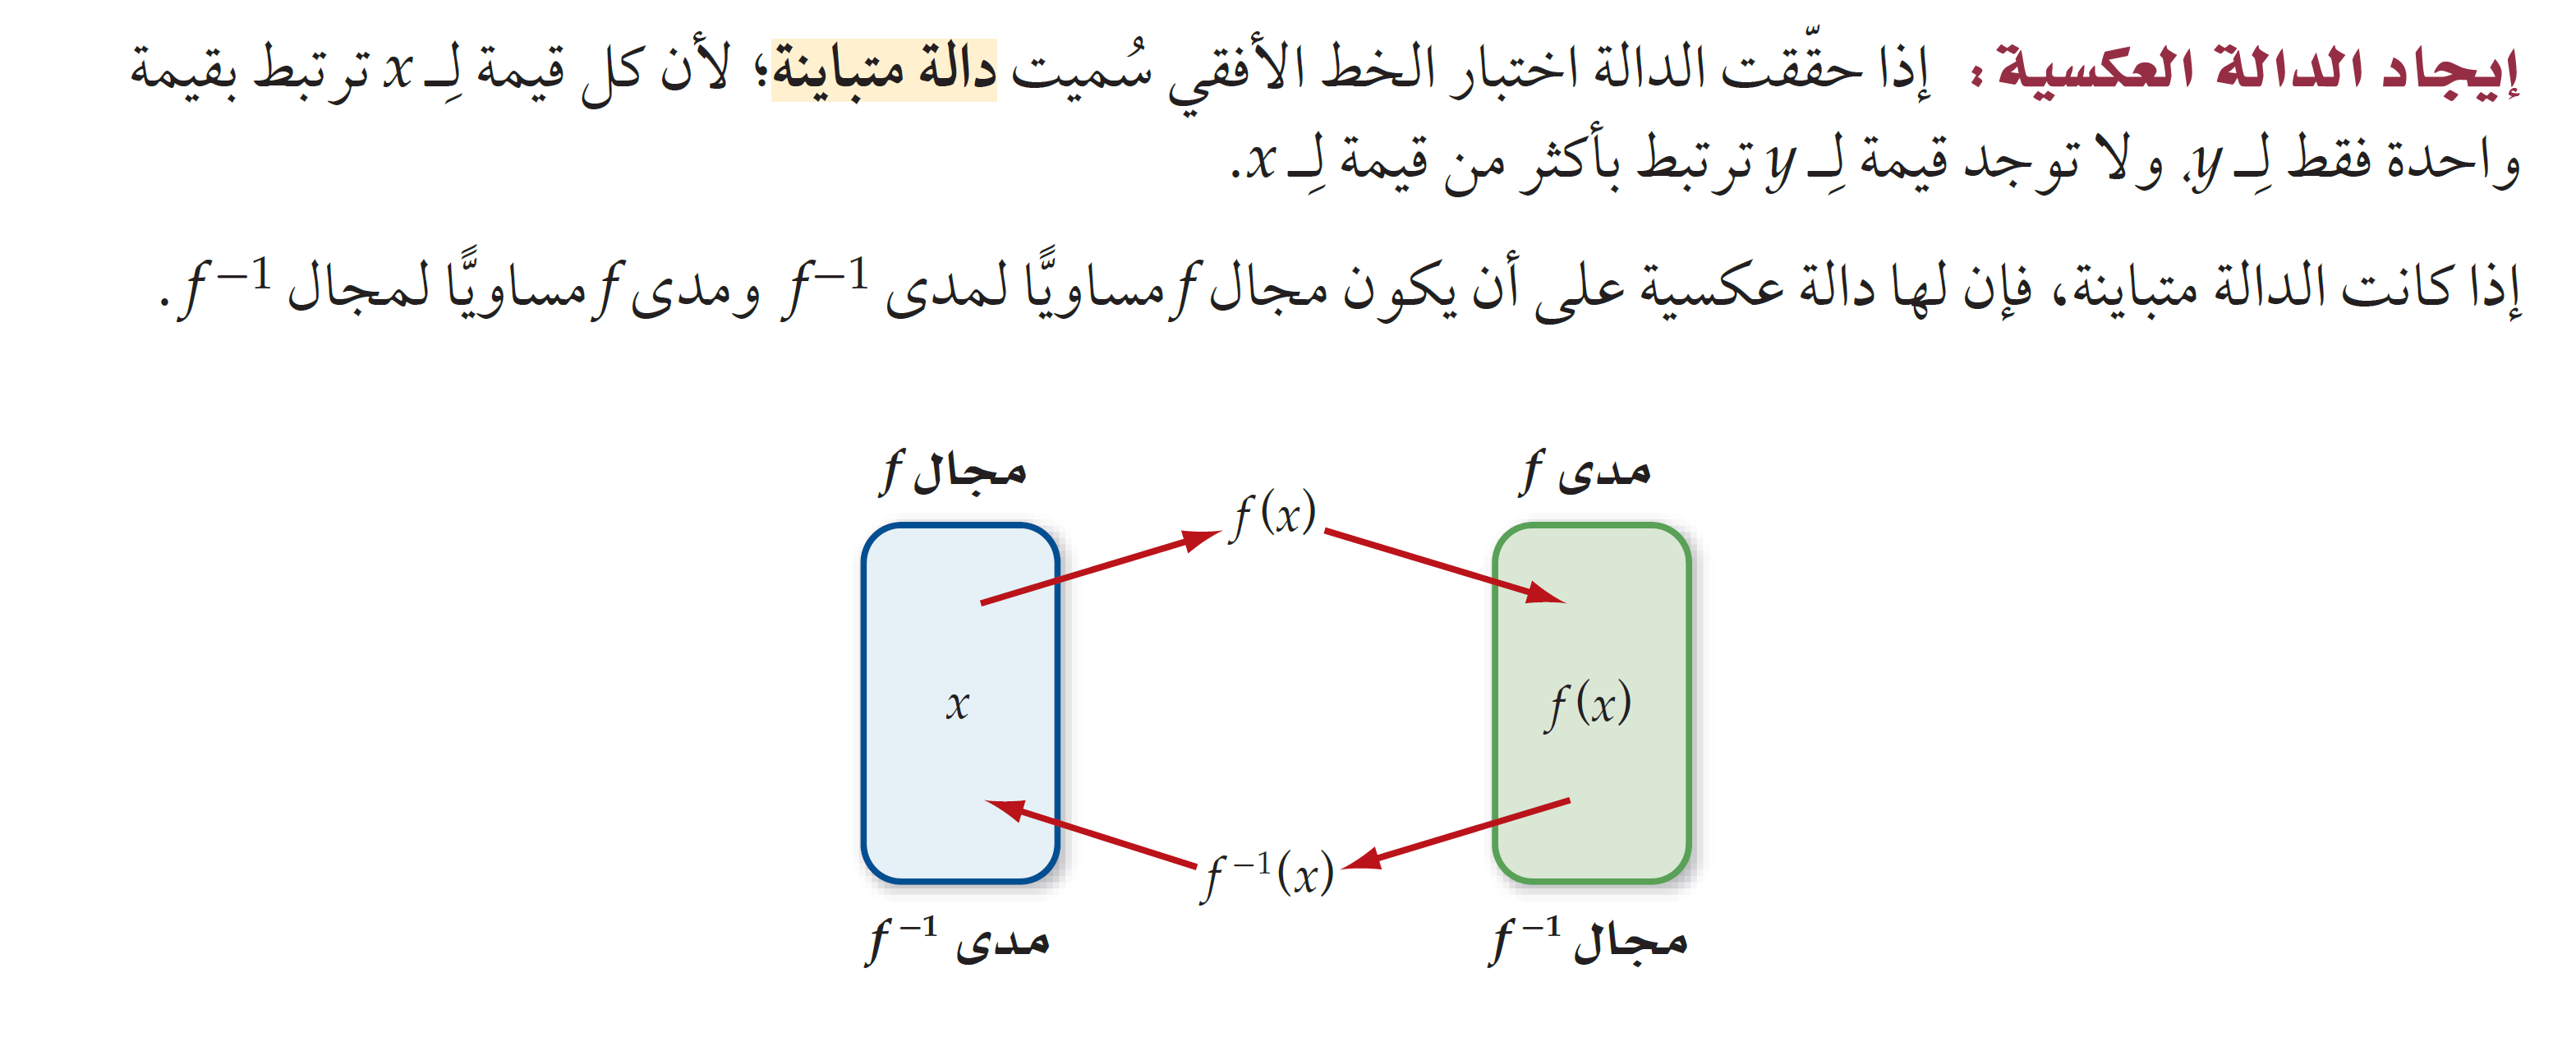 إيجاد الدالة العكسية: إذا حقّقت الدالة اختبار الخط الأفقي سُميت دالة متباينة؛ لأن كل قيمة لِـ x ترتبط بقيمة
واحدة فقط لِـ y، ولا توجد قيمة لِـ y ترتبط بأكثر من قيمة لِـ x.
إذا كانت الدالة متباينة، فإن لها دالة عكسية على أن يكون مجال f مساويًّا لمدى f⁻¹ ومدى f مساويًّا لمجال f⁻¹.
مدى f
مجال f
f(x)
f(x)
x
f⁻¹(x)
مجال f⁻¹
مدى f⁻¹